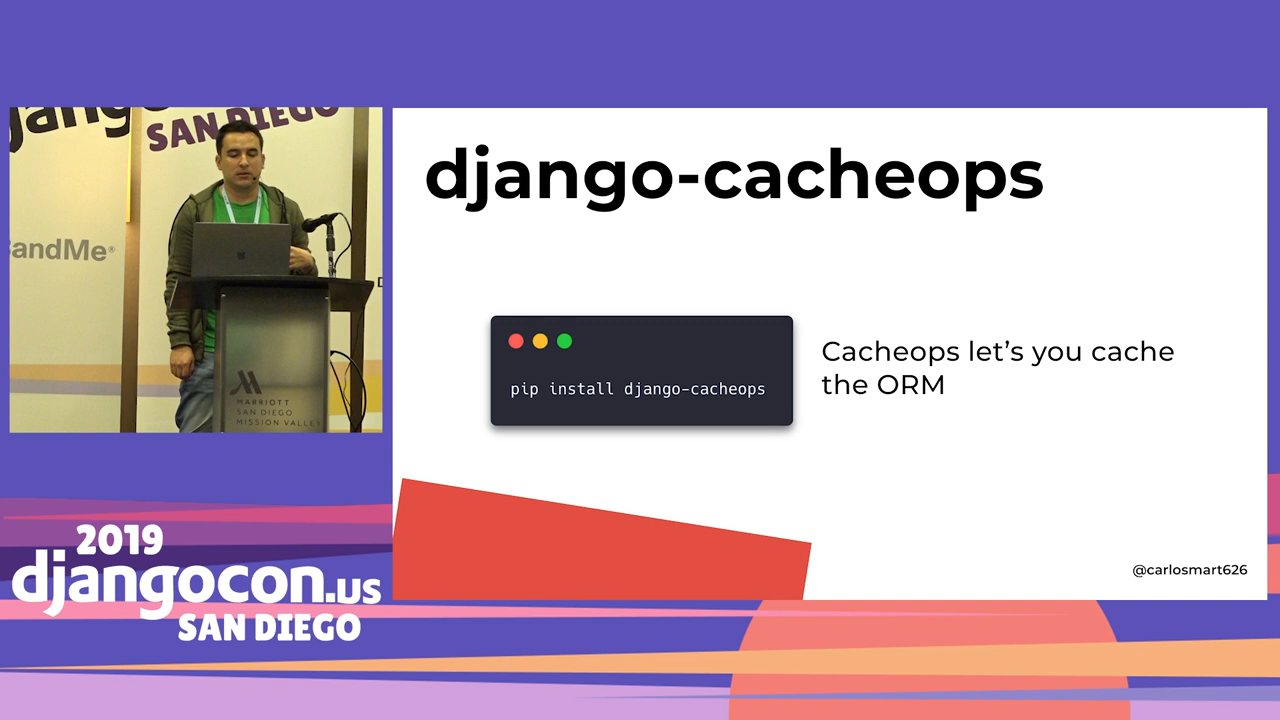 django-cacheops
pip install django-cacheops
Cacheops let’s you cache
the ORM
@carlosmart626
SAN DIEGO
andMe®
MARRIOTT
SAN DIEGO
MISSION VALLEY
2019
djangocon.us
SAN DIEGO